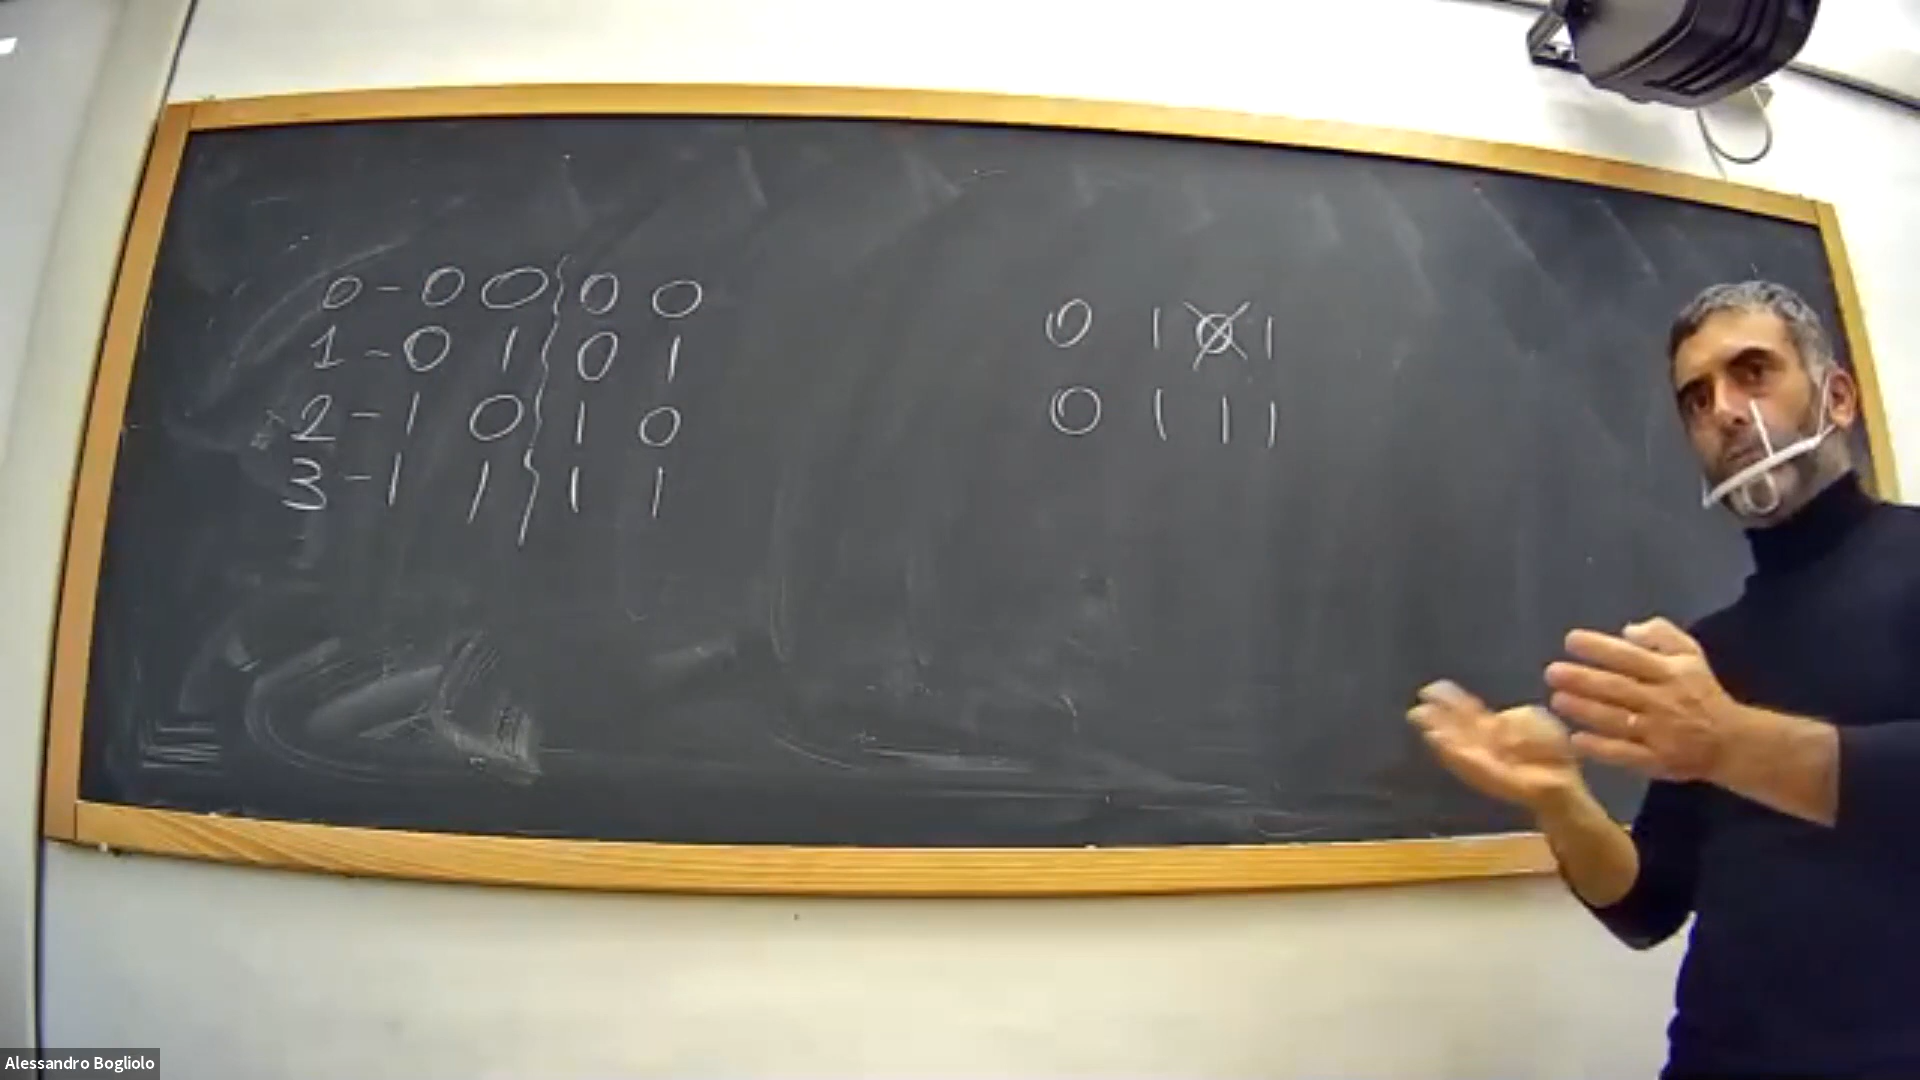 0 - 0 0 0 0
1 - 0 1 0 1
2 - 1 0 1 0
3 - 1 1 1 1
0 1 0 1
0 1 1 1
Alessandro Bogliolo